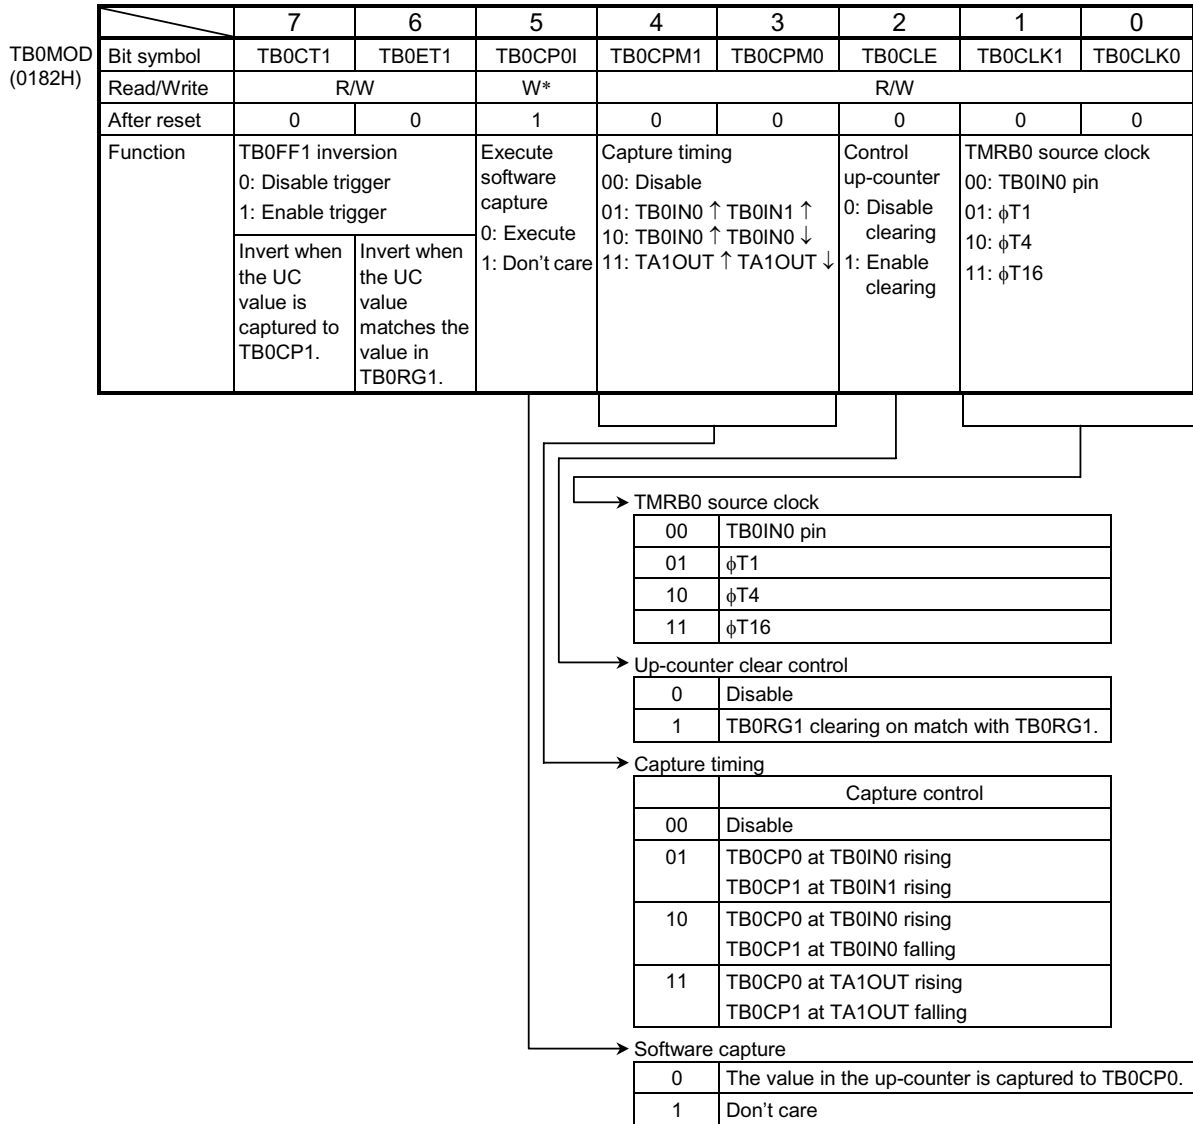 7 6 5 4 3 2 1 0
TB0MOD (0182H)
Bit symbol TB0CT1 TB0ET1 TB0CP0I TB0CPM1 TB0CPM0 TB0CLE TB0CLK1 TB0CLK0
Read/Write R/W W* R/W
After reset 0 0 1 0 0 0 0 0
Function
TB0FF1 inversion
0: Disable trigger
1: Enable trigger
Invert when
the UC
value is
captured to
TB0CP1.
Invert when
the UC
value
matches the
value in
TB0RG1.
Execute
software
capture
0: Execute
1: Don't care
Capture timing
00: Disable
01: TB0IN0 ↑ TB0IN1 ↑
10: TB0IN0 ↑ TB0IN0 ↓
11: TA1OUT ↑ TA1OUT ↓
Control
up-counter
0: Disable
clearing
1: Enable
clearing
TMRB0 source clock
00: TB0IN0 pin
01: ϕT1
10: ϕT4
11: ϕT16
TMRB0 source clock
00 TB0IN0 pin
01 ϕT1
10 ϕT4
11 ϕT16
Up-counter clear control
0 Disable
1 TB0RG1 clearing on match with TB0RG1.
Capture timing
Capture control
00 Disable
01 TB0CP0 at TB0IN0 rising
TB0CP1 at TB0IN1 rising
10 TB0CP0 at TB0IN0 rising
TB0CP1 at TB0IN0 falling
11 TB0CP0 at TA1OUT rising
TB0CP1 at TA1OUT falling
Software capture
0 The value in the up-counter is captured to TB0CP0.
1 Don't care